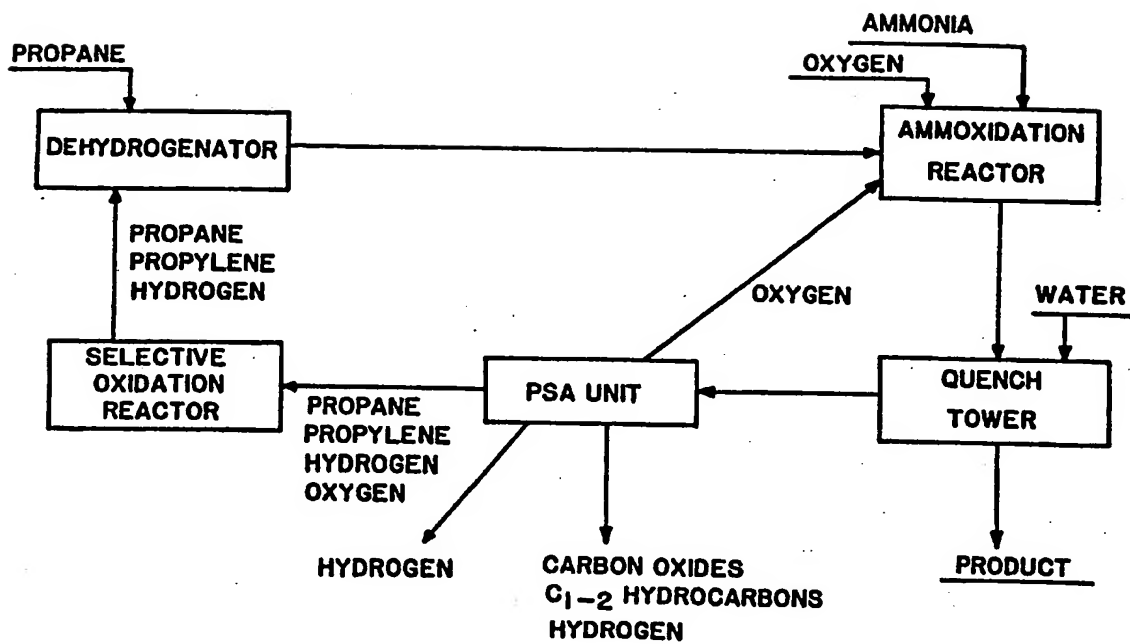 AMMONIA
PROPANE
OXYGEN
DEHYDROGENATOR
AMMOXIDATION
REACTOR
PROPANE
PROPYLENE
HYDROGEN
OXYGEN
WATER
SELECTIVE
OXIDATION
REACTOR
PSA UNIT
QUENCH
TOWER
PROPANE
PROPYLENE
HYDROGEN
OXYGEN
HYDROGEN
CARBON OXIDES
C1-2 HYDROCARBONS
HYDROGEN
PRODUCT